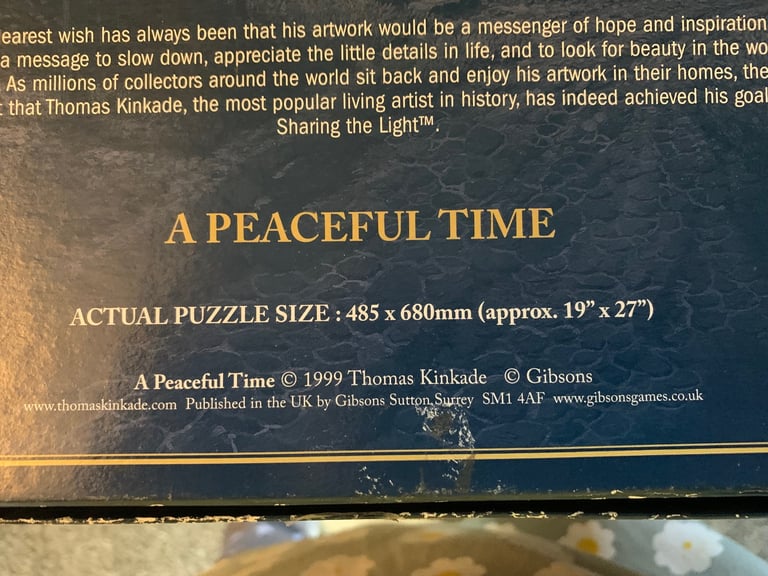 earest wish has always been that his artwork would be a messenger of hope and inspiration
a message to slow down, appreciate the little details in life, and to look for beauty in the wo
As millions of collectors around the world sit back and enjoy his artwork in their homes, the
that Thomas Kinkade, the most popular living artist in history, has indeed achieved his goal
Sharing the Light™.
A PEACEFUL TIME
ACTUAL PUZZLE SIZE : 485 x 680mm (approx. 19” x 27”)
A Peaceful Time © 1999 Thomas Kinkade © Gibsons
www.thomaskinkade.com Published in the UK by Gibsons Sutton, Surrey SM1 4AF www.gibsonsgames.co.uk